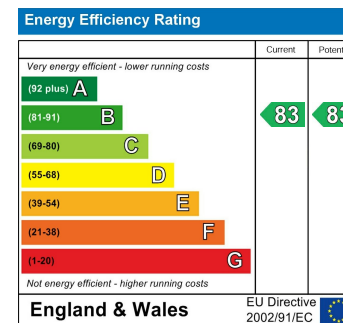 Energy Efficiency Rating
Current Potent
Very energy efficient - lower running costs
(92 plus) A
(81-91) B 83 83
(69-80) C
(55-68) D
(39-54) E
(21-38) F
(1-20) G
Not energy efficient - higher running costs
England & Wales
EU Directive
2002/91/EC